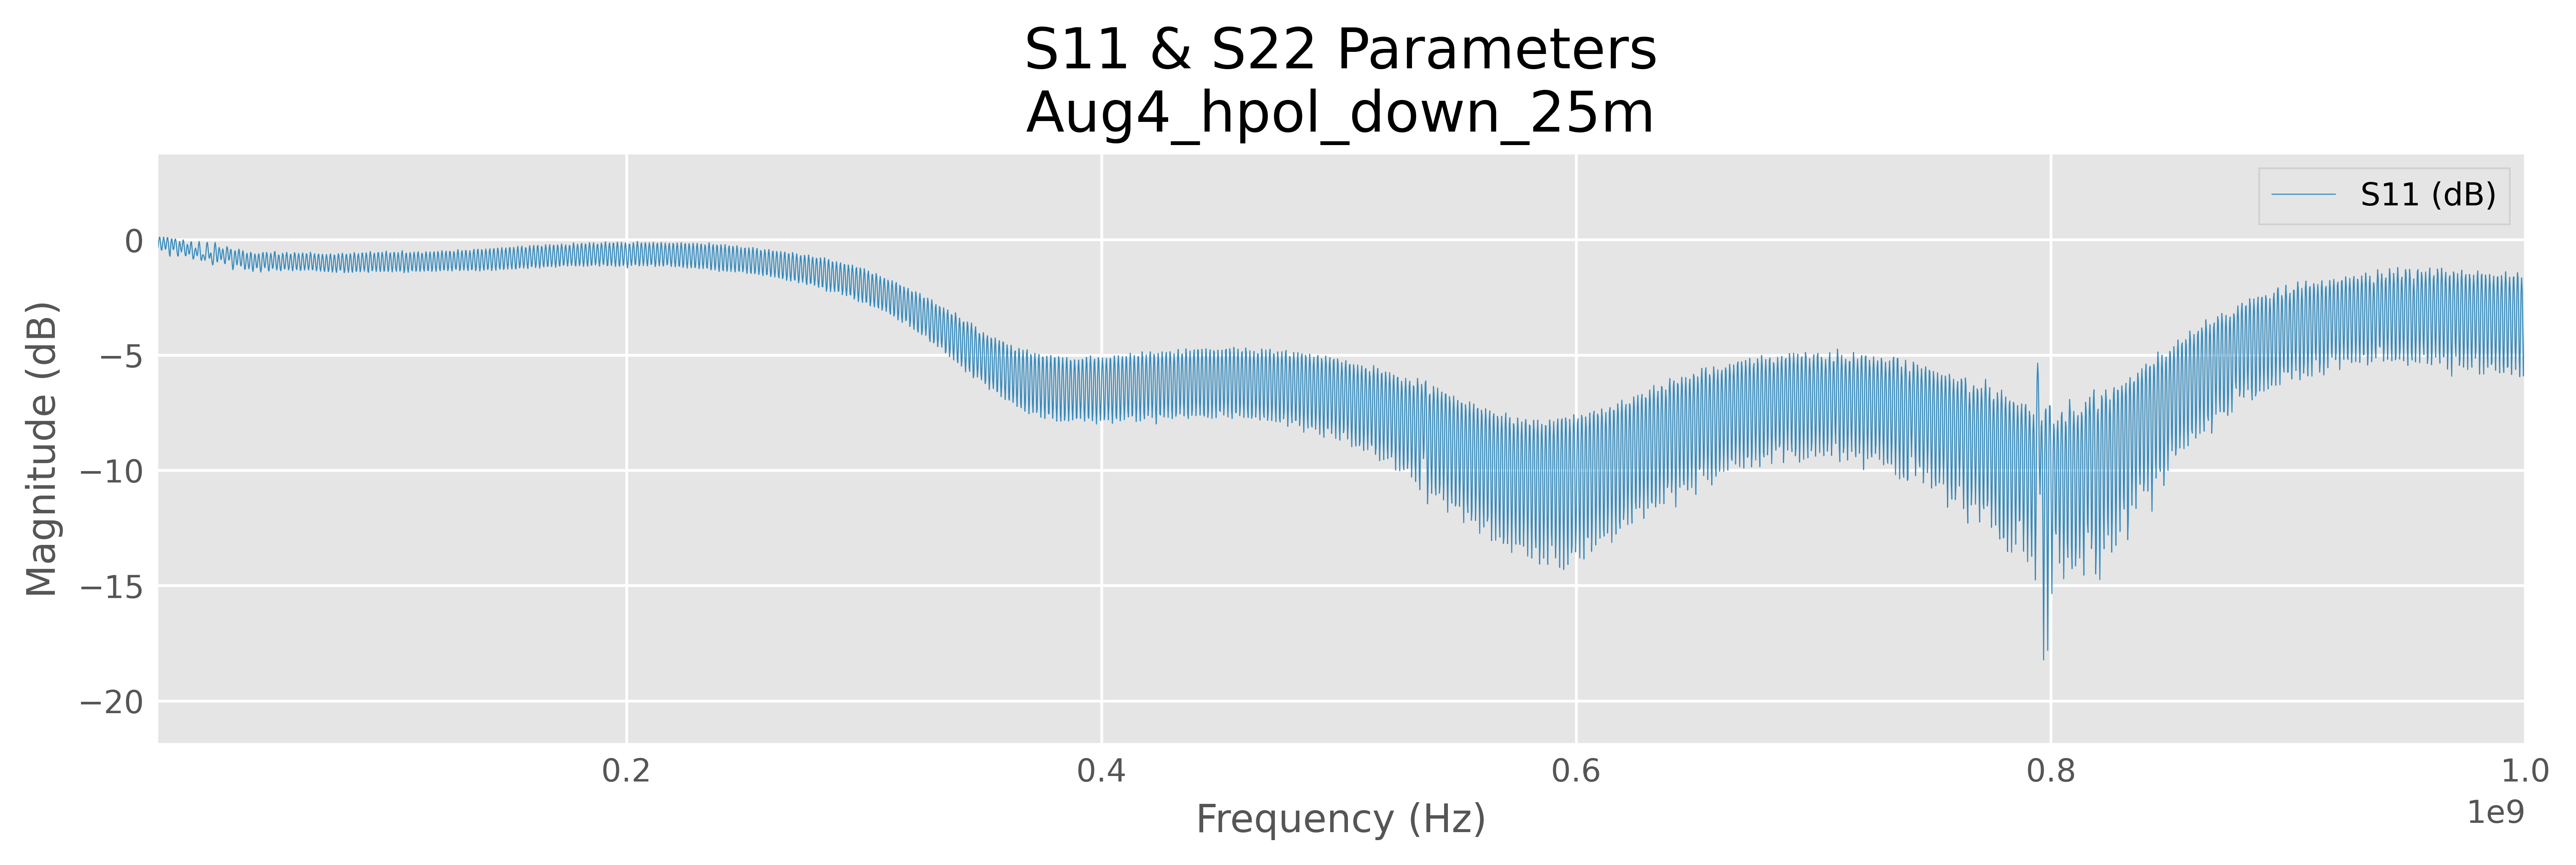 S11 & S22 Parameters
Aug4_hpol_down_25m
S11 (dB)
Magnitude (dB)
0
−5
−10
−15
−20
0.2
0.4
0.6
0.8
1.0
1e9
Frequency (Hz)